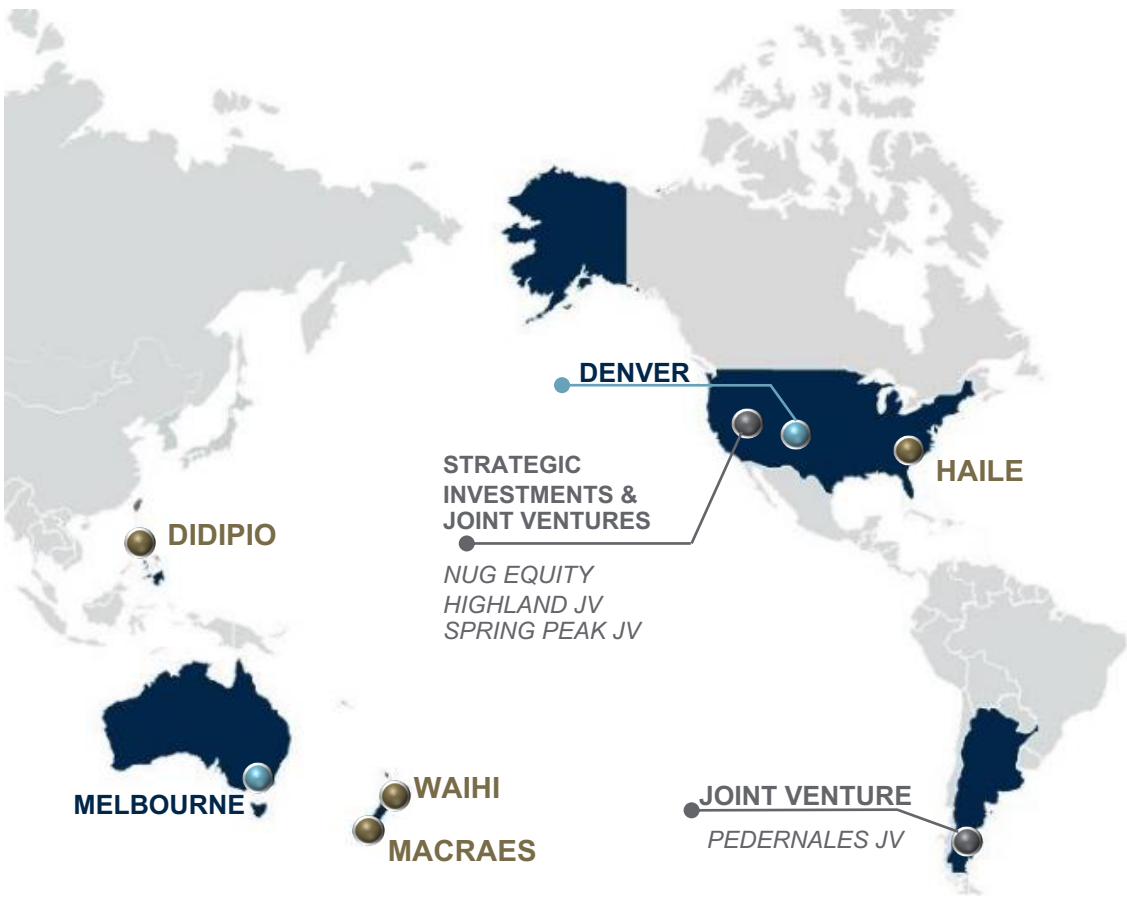 DENVER
STRATEGIC
INVESTMENTS &
JOINT VENTURES
HAILE
DIDIPIO
NUG EQUITY
HIGHLAND JV
SPRING PEAK JV
WAIHI
MELBOURNE
JOINT VENTURE
PEDERNALES JV
MACRAES